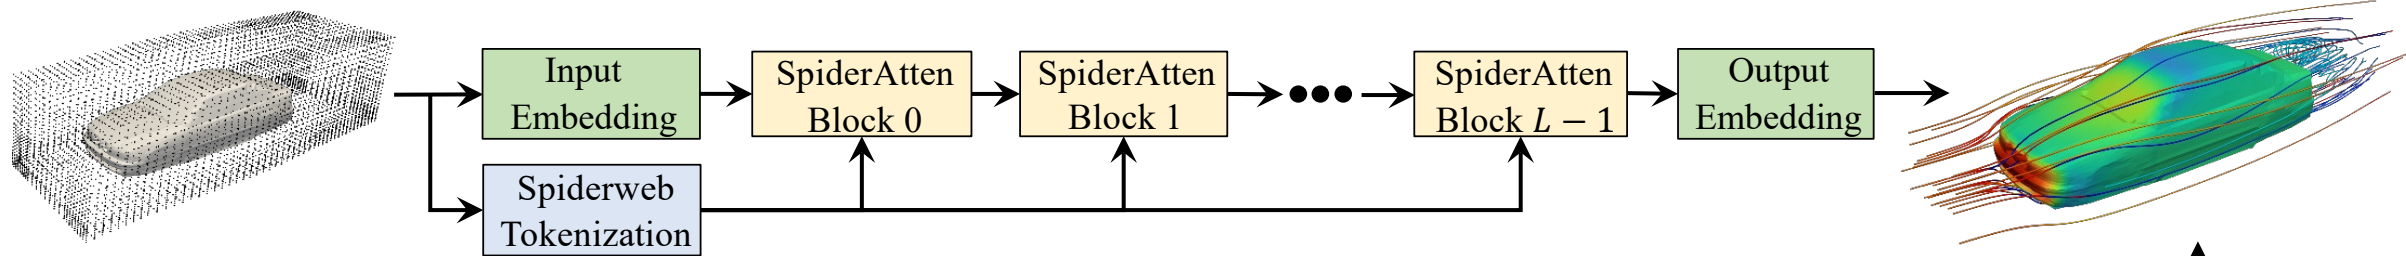 Input
Embedding
SpiderAtten
Block 0
SpiderAtten
Block 1
SpiderAtten
Block L − 1
Output
Embedding
Spiderweb
Tokenization